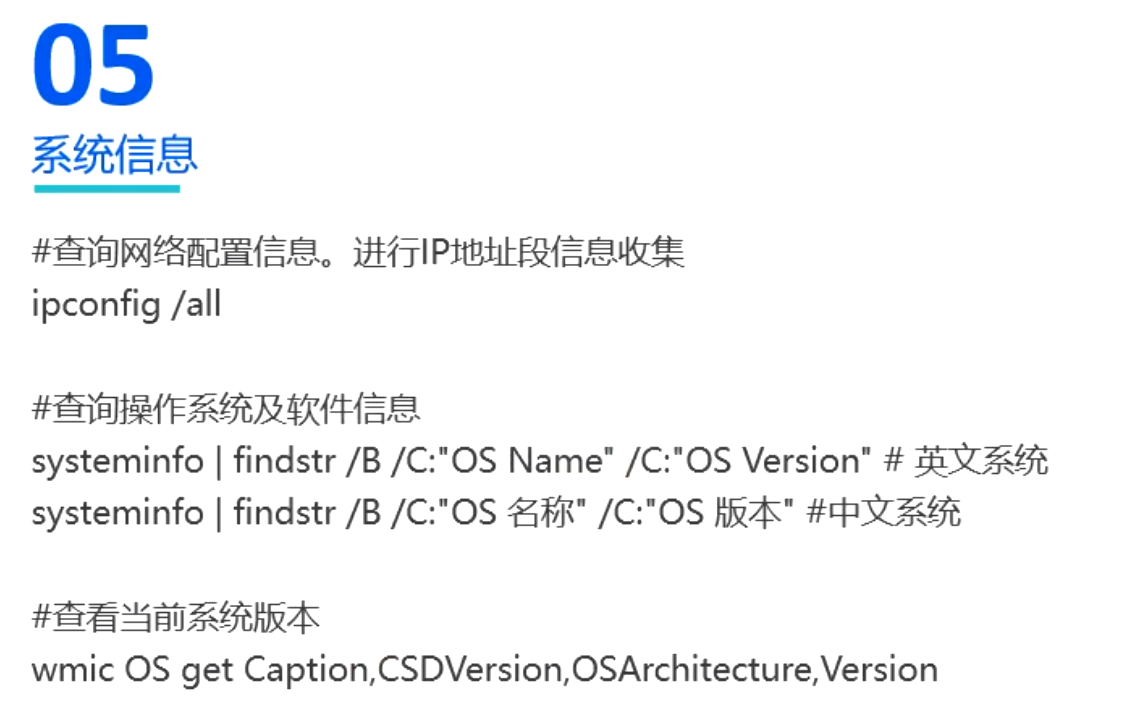 05
系统信息
#查询网络配置信息。进行IP地址段信息收集
ipconfig /all
#查询操作系统及软件信息
systeminfo | findstr /B /C:"OS Name" /C:"OS Version" # 英文系统
systeminfo | findstr /B /C:"OS 名称" /C:"OS 版本" #中文系统
#查看当前系统版本
wmic OS get Caption,CSDVersion,OSArchitecture,Version